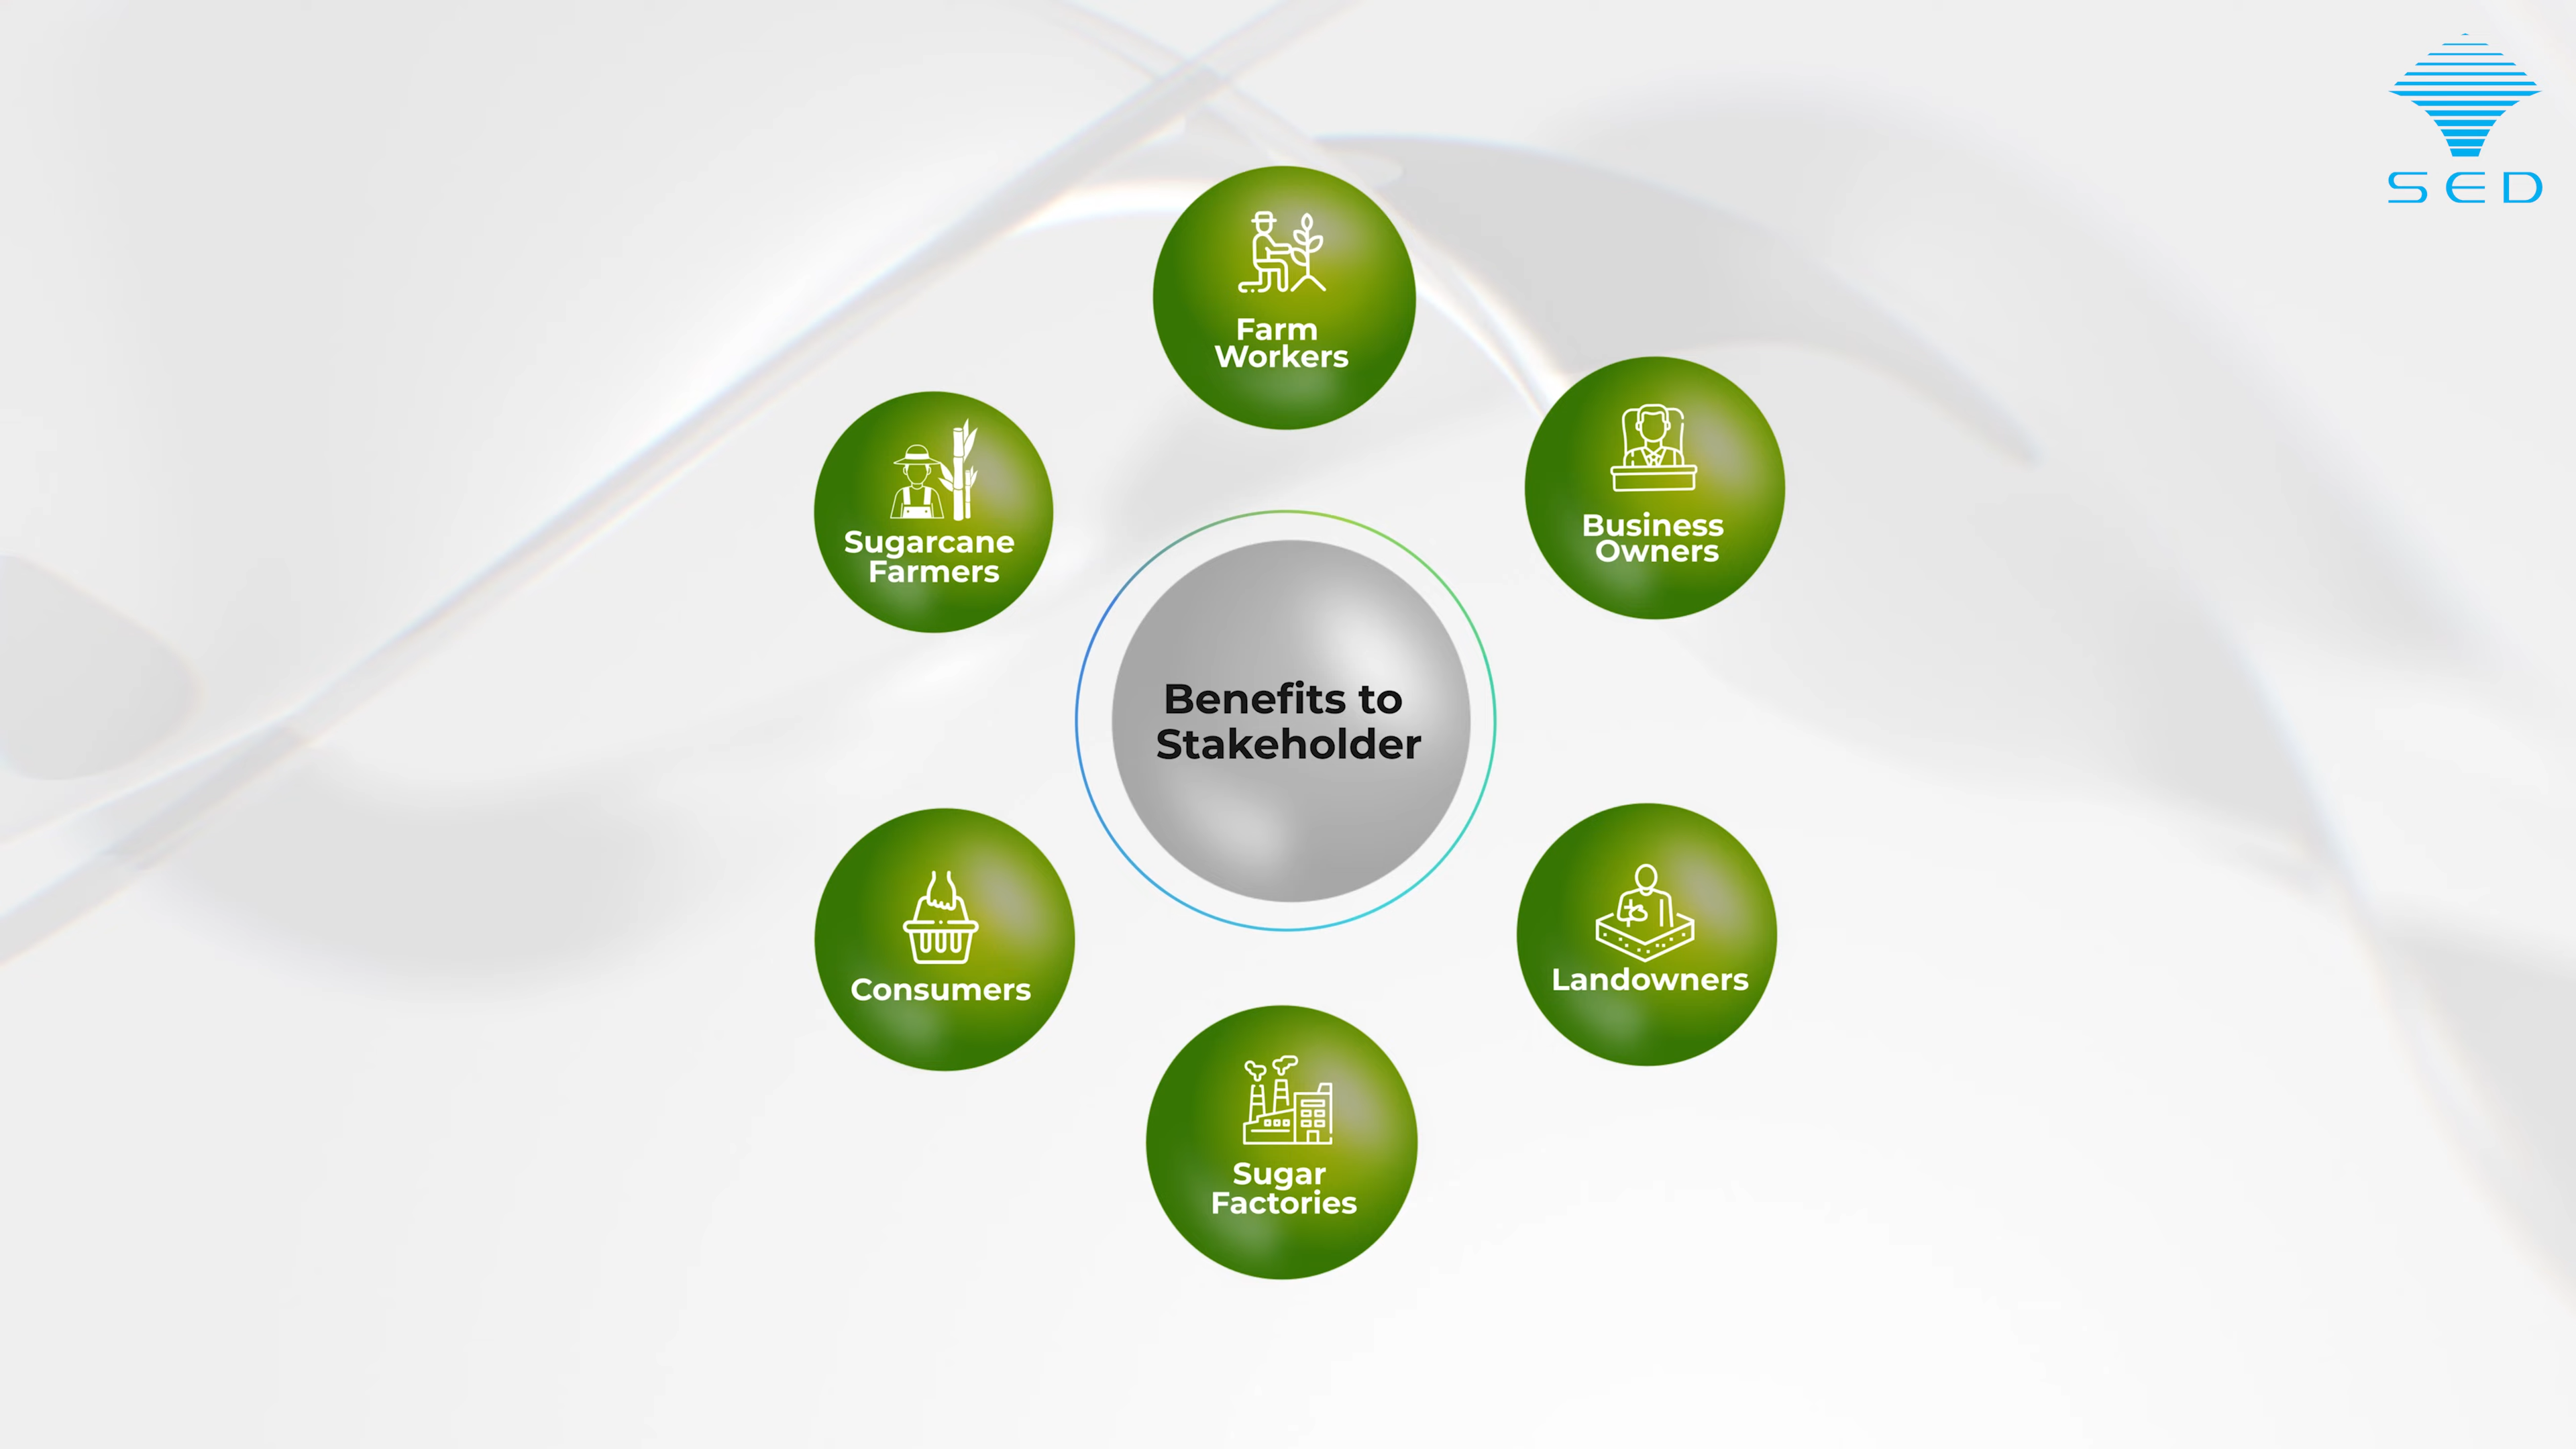 SED
Farm
Workers
Business
Owners
Sugarcane
Farmers
Benefits to
Stakeholder
Landowners
Consumers
Sugar
Factories